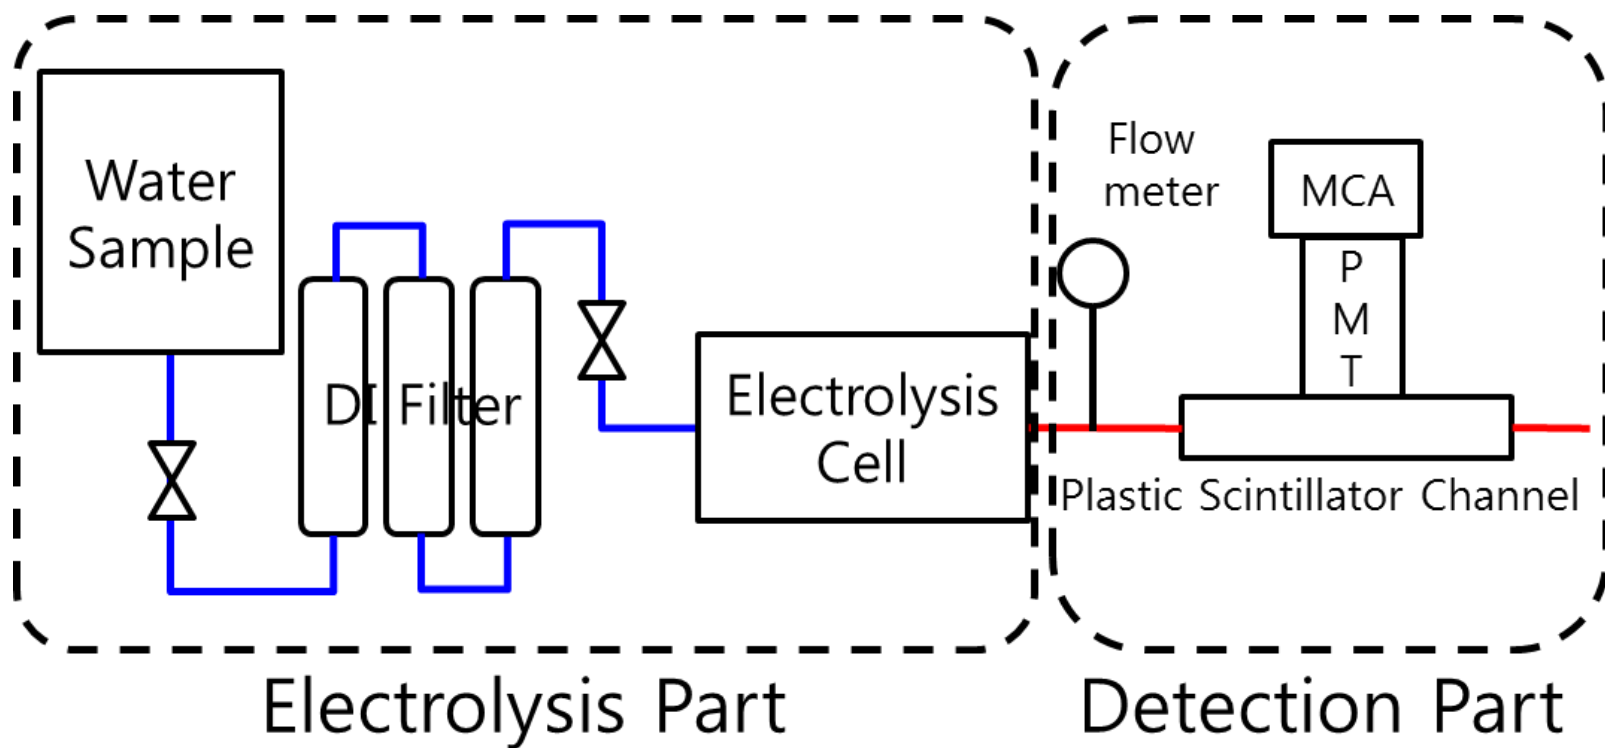 Water
Sample
DI Filter
Electrolysis
Cell
Flow
meter
MCA
P
M
T
Plastic Scintillator Channel
Electrolysis Part
Detection Part